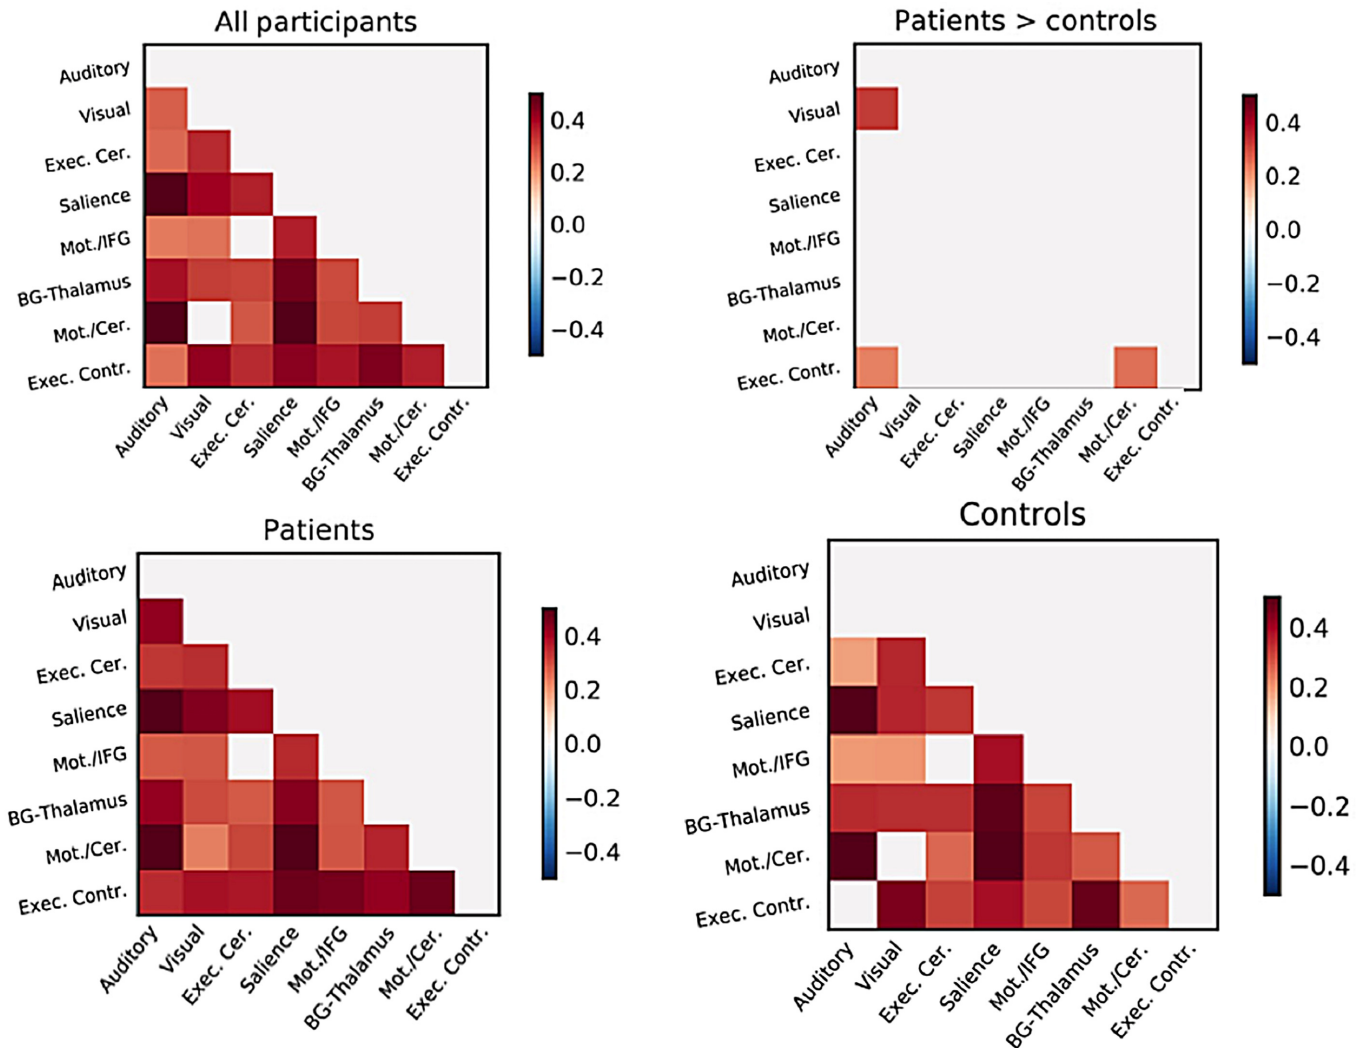 All participants
Auditory
Visual
Exec. Cer.
Salience
Mot./IFG
BG-Thalamus
Mot./Cer.
Exec. Contr.
Auditory
Visual
Exec. Cer.
Salience
Mot./IFG
BG-Thalamus
Mot./Cer.
Exec. Contr.
0.4
0.2
0.0
−0.2
−0.4
Patients > controls
Auditory
Visual
Exec. Cer.
Salience
Mot./IFG
BG-Thalamus
Mot./Cer.
Exec. Contr.
Auditory
Visual
Exec. Cer.
Salience
Mot./IFG
BG-Thalamus
Mot./Cer.
Exec. Contr.
0.4
0.2
0.0
−0.2
−0.4
Patients
Auditory
Visual
Exec. Cer.
Salience
Mot./IFG
BG-Thalamus
Mot./Cer.
Exec. Contr.
Auditory
Visual
Exec. Cer.
Salience
Mot./IFG
BG-Thalamus
Mot./Cer.
Exec. Contr.
0.4
0.2
0.0
−0.2
−0.4
Controls
Auditory
Visual
Exec. Cer.
Salience
Mot./IFG
BG-Thalamus
Mot./Cer.
Exec. Contr.
Auditory
Visual
Exec. Cer.
Salience
Mot./IFG
BG-Thalamus
Mot./Cer.
Exec. Contr.
0.4
0.2
0.0
−0.2
−0.4